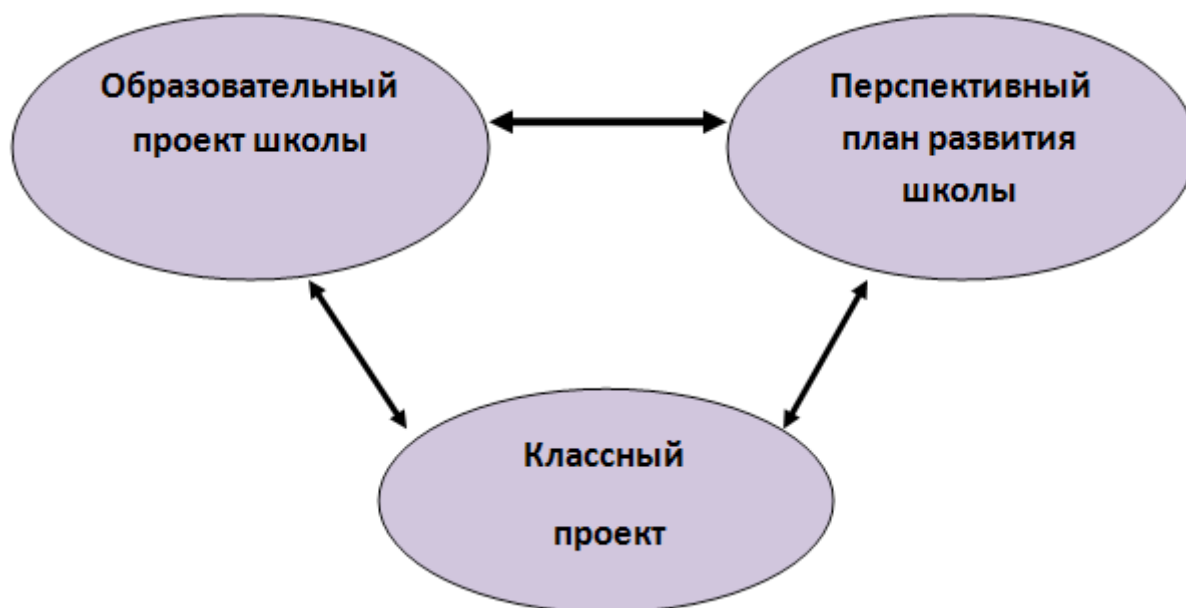 Образовательный
проект школы
Перспективный
план развития
школы
Классный
проект